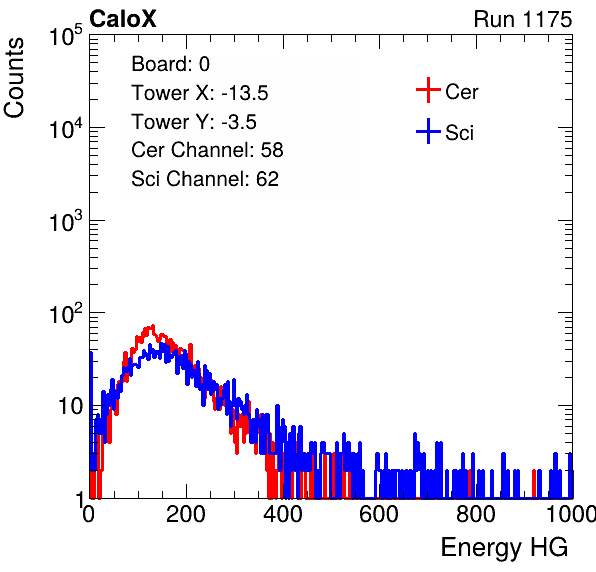 CaloX Run 1175
Counts
10^5
10^4
10^3
10^2
10
1
Board: 0
Tower X: -13.5
Tower Y: -3.5
Cer Channel: 58
Sci Channel: 62
Cer
Sci
0 200 400 600 800 1000
Energy HG